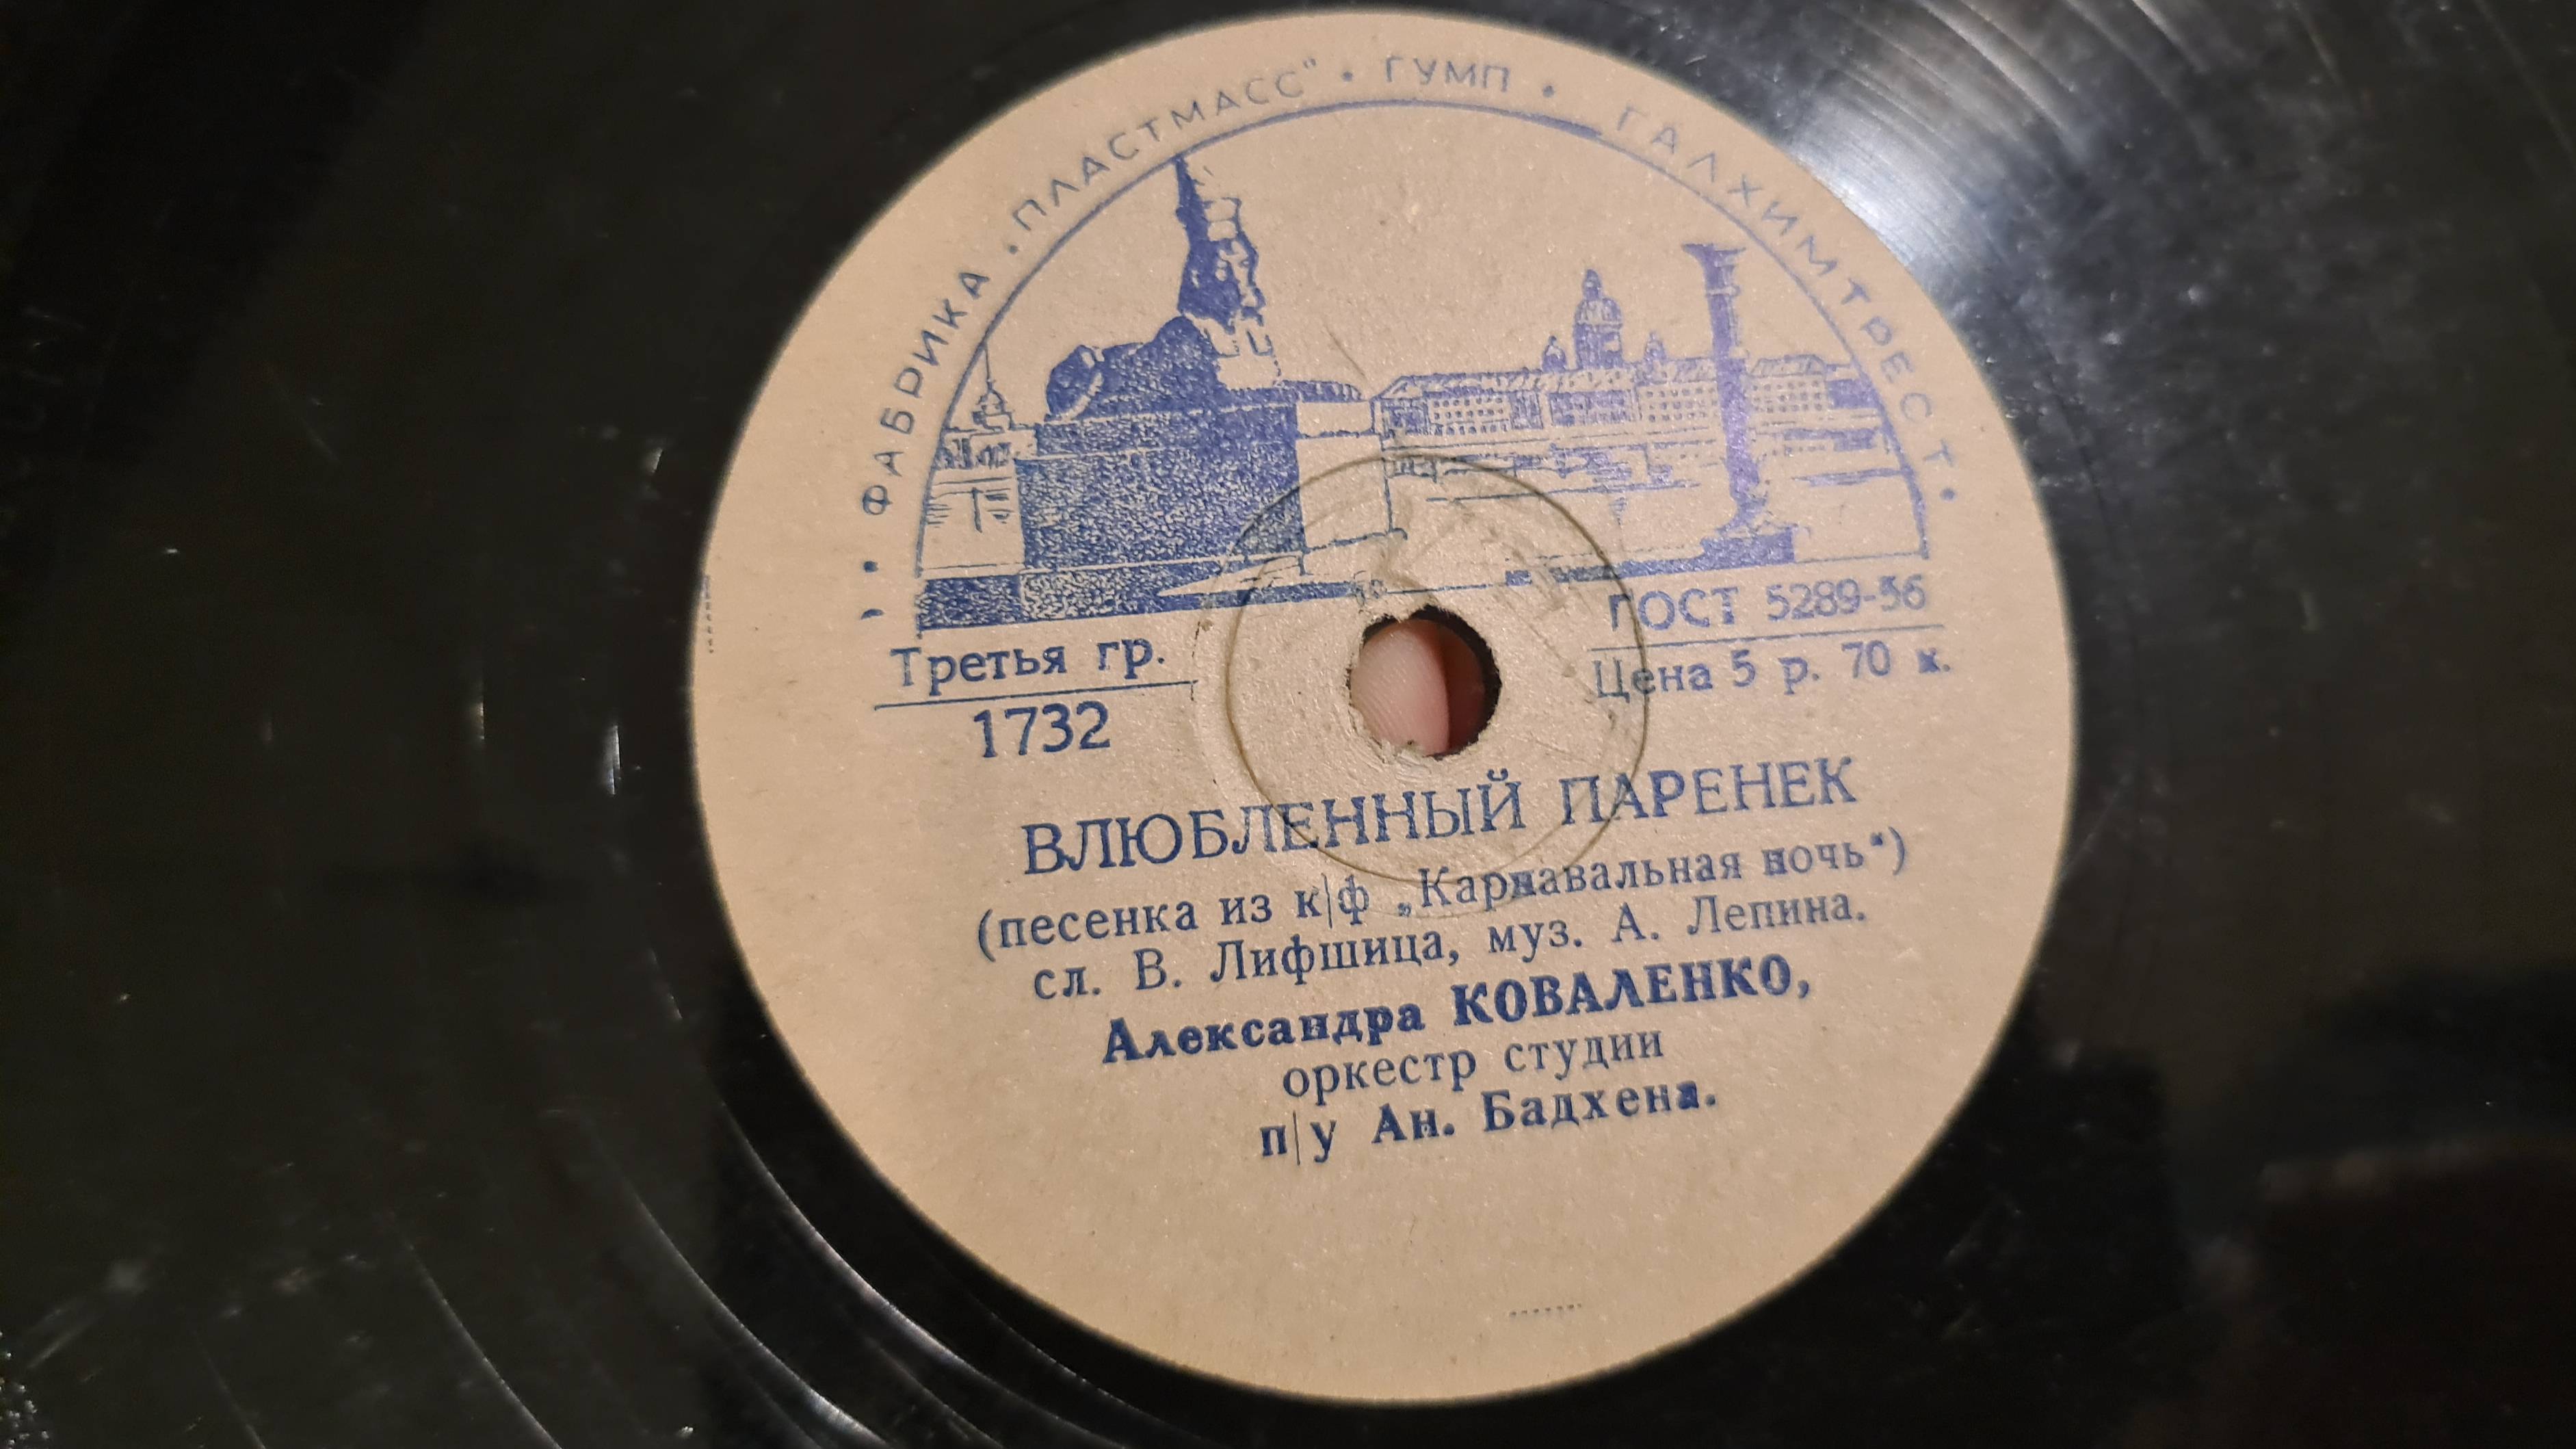 • ФАБРИКА „ПЛАСТМАСС" • ГУМП • ГАЛХИМТРЕСТ •
Третья гр.
1732
ГОСТ 5289-56
Цена 5 р. 70 к.
ВЛЮБЛЕННЫЙ ПАРЕНЕК
(песенка из к/ф „Карнавальная ночь“)
сл. В. Лифшица, муз. А. Лепина.
Александра КОВАЛЕНКО,
оркестр студии
п/у Ан. Бадхена.